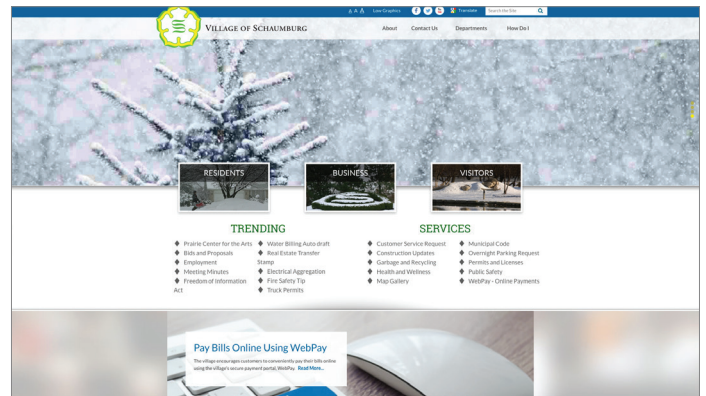 A A A Low Graphics Translate Search the Site
VILLAGE OF SCHAUMBURG
About Contact Us Departments How Do I
RESIDENTS
BUSINESS
VISITORS
TRENDING
Prairie Center for the Arts
Bids and Proposals
Employment
Meeting Minutes
Freedom of Information
Act
Water Billing Auto draft
Real Estate Transfer
Stamp
Electrical Aggregation
Fire Safety Tip
Truck Permits
SERVICES
Customer Service Request
Construction Updates
Garbage and Recycling
Health and Wellness
Map Gallery
Municipal Code
Overnight Parking Request
Permits and Licenses
Public Safety
WebPay - Online Payments
Pay Bills Online Using WebPay
The village encourages customers to conveniently pay their bills online
using the village's secure payment portal, WebPay. Read More...